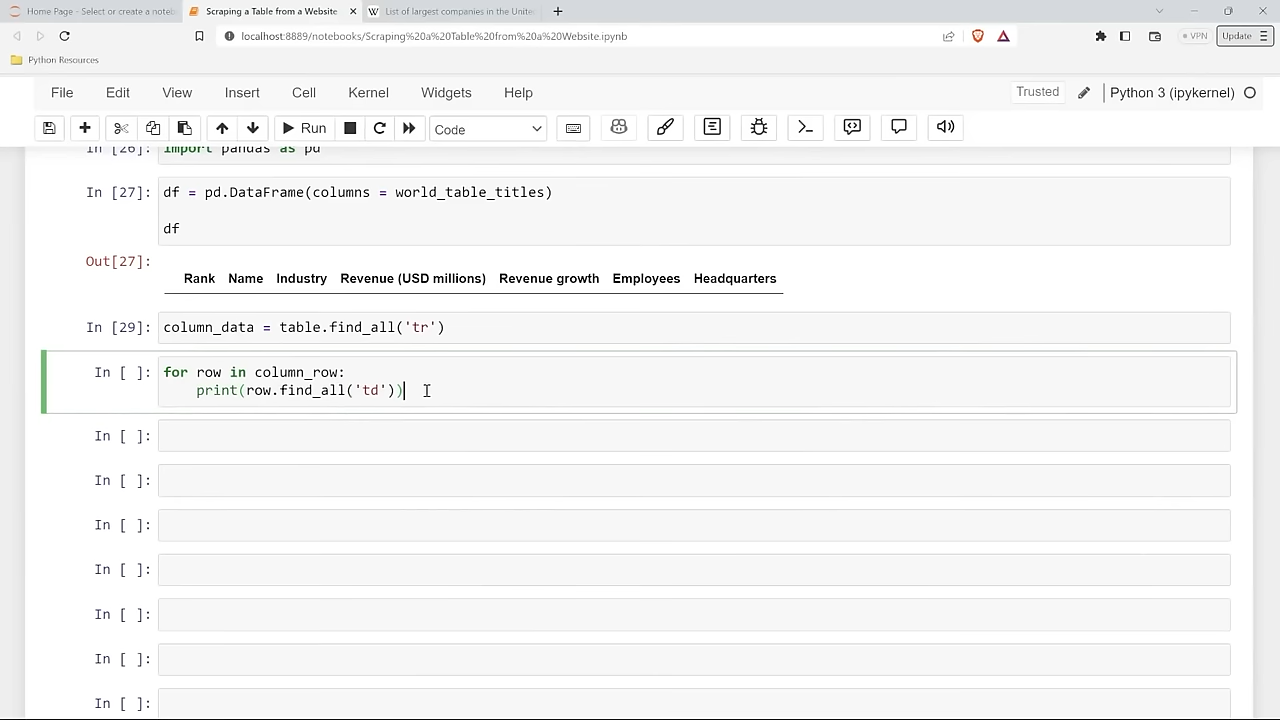 Home Page - Select or create a noteb
Scraping a Table from a Website
List of largest companies in the Unite
localhost:8889/notebooks/Scraping%20a%20Table%20from%20a%20Website.ipynb
VPN
Update
Python Resources
File Edit View Insert Cell Kernel Widgets Help
Trusted
Python 3 (ipykernel)
Run
Code
In [26]: import pandas as pd
In [27]: df = pd.DataFrame(columns = world_table_titles)
df
Out[27]:
Rank Name Industry Revenue (USD millions) Revenue growth Employees Headquarters
In [29]: column_data = table.find_all('tr')
In [ ]: for row in column_row:
print(row.find_all('td'))
In [ ]:
In [ ]:
In [ ]:
In [ ]:
In [ ]:
In [ ]:
In [ ]: